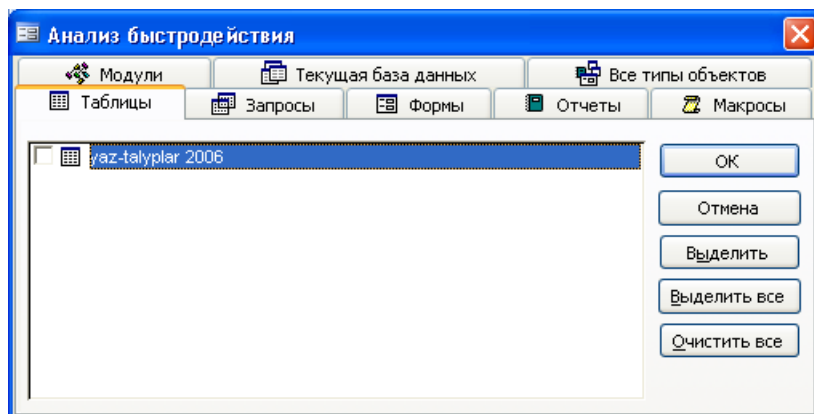 Анализ быстродействия
Модули Текущая база данных Все типы объектов
Таблицы Запросы Формы Отчеты Макросы
yaz-talyplar 2006
ОК
Отмена
Выделить
Выделить все
Очистить все